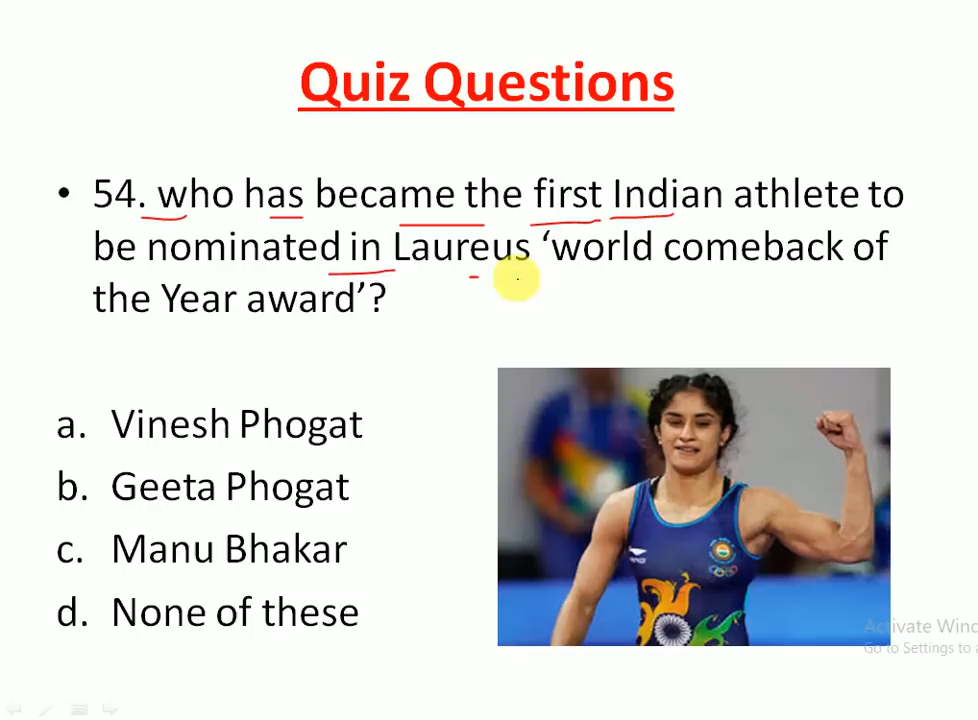 Quiz Questions
• 54. who has became the first Indian athlete to
be nominated in Laureus ‘world comeback of
the Year award’?
a. Vinesh Phogat
b. Geeta Phogat
c. Manu Bhakar
d. None of these
Activate Winc
Go to Settings to a